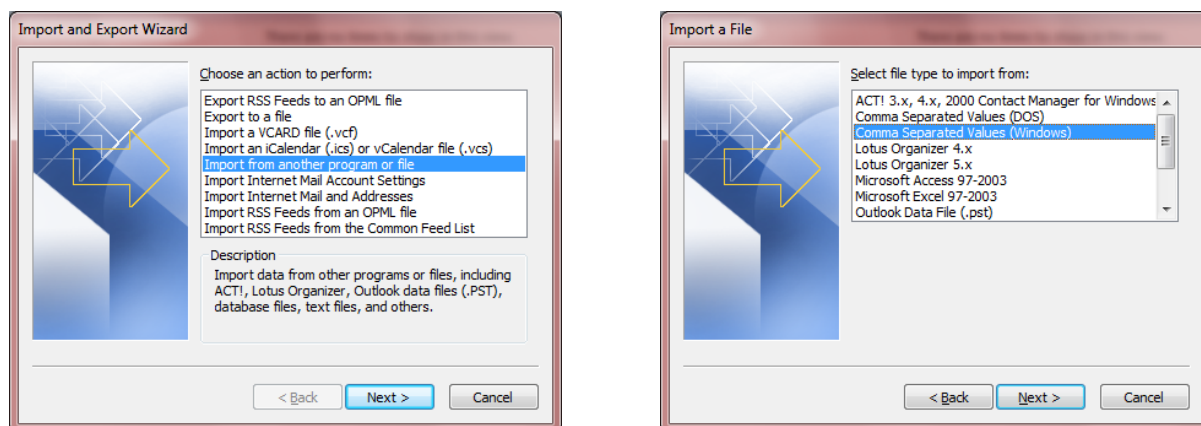 Import and Export Wizard
Choose an action to perform:
Export RSS Feeds to an OPML file
Export to a file
Import a VCARD file (.vcf)
Import an iCalendar (.ics) or vCalendar file (.vcs)
Import from another program or file
Import Internet Mail Account Settings
Import Internet Mail and Addresses
Import RSS Feeds from an OPML file
Import RSS Feeds from the Common Feed List
Description
Import data from other programs or files, including
ACT!, Lotus Organizer, Outlook data files (.PST),
database files, text files, and others.
< Back
Next >
Cancel
Import a File
Select file type to import from:
ACT! 3.x, 4.x, 2000 Contact Manager for Windows
Comma Separated Values (DOS)
Comma Separated Values (Windows)
Lotus Organizer 4.x
Lotus Organizer 5.x
Microsoft Access 97-2003
Microsoft Excel 97-2003
Outlook Data File (.pst)
< Back
Next >
Cancel